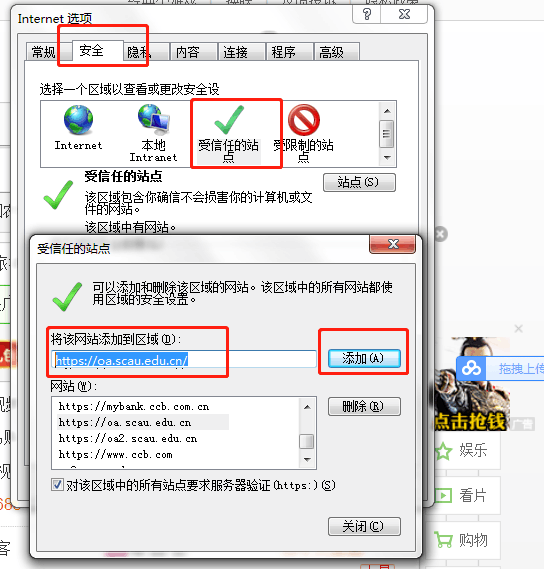 Internet 选项
常规 安全 隐私 内容 连接 程序 高级
选择一个区域以查看或更改安全设
Internet
本地
Intranet
受信任的站
点
受限制的站
点
受信任的站点
站点(S)
该区域包含你确信不会损害你的计算机或文
件的网站。
该区域中有网站。
受信任的站点
可以添加和删除该区域的网站。该区域中的所有网站都使
用区域的安全设置。
将该网站添加到区域(D):
https://oa.scau.edu.cn/
添加(A)
网站(W):
https://mybank.ccb.com.cn
https://oa.scau.edu.cn
https://oa2.scau.edu.cn
https://www.ccb.com
删除(R)
对该区域中的所有站点要求服务器验证(https:)(S)
关闭(C)
拖拽上传
点击抢钱
广告
娱乐
看片
购物